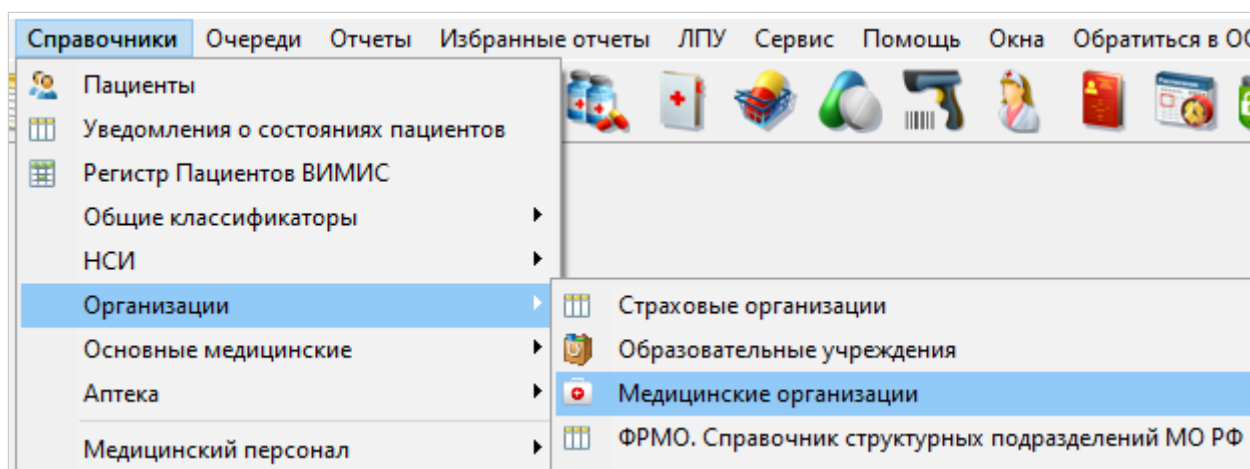 Справочники Очереди Отчеты Избранные отчеты ЛПУ Сервис Помощь Окна Обратиться в
Пациенты
Уведомления о состояниях пациентов
Регистр Пациентов ВИМИС
Общие классификаторы
НСИ
Организации
Страховые организации
Основные медицинские
Образовательные учреждения
Аптека
Медицинские организации
Медицинский персонал
ФРМО. Справочник структурных подразделений МО РФ